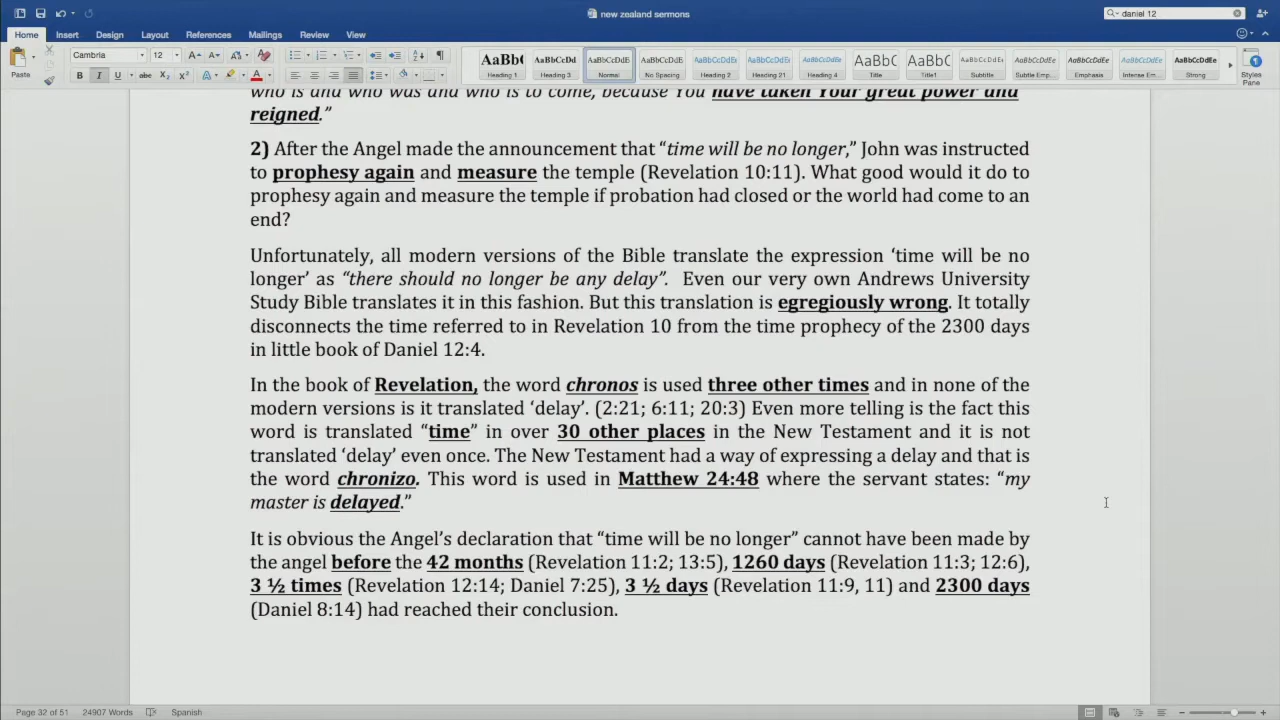 new zealand sermons
daniel 12
Home Insert Design Layout References Mailings Review View
Cambria 12
Paste
B I U abc X₂ X²
AaBbC( AaBbCcDd AaBbCcDdE AaBbCcDdE AaBbCcDdE AaBbCcDdE AaBbCcDdE AaBbCcDd AaBbCcDd AaBbCcDdE AaBbCcDdEe AaBbCcDdEe AaBbCcDdEe AaBbCcDdEe
Heading 1 Heading 3 Normal No Spacing Heading 2 Heading 21 Heading 4 Title Title1 Subtitle Subtle Emp... Emphasis Intense Em... Strong
Styles
Pane
who is and who was and who is to come, because You have taken Your great power and
reigned.”
2) After the Angel made the announcement that “time will be no longer,” John was instructed
to prophesy again and measure the temple (Revelation 10:11). What good would it do to
prophesy again and measure the temple if probation had closed or the world had come to an
end?
Unfortunately, all modern versions of the Bible translate the expression ‘time will be no
longer’ as “there should no longer be any delay”. Even our very own Andrews University
Study Bible translates it in this fashion. But this translation is egregiously wrong. It totally
disconnects the time referred to in Revelation 10 from the time prophecy of the 2300 days
in little book of Daniel 12:4.
In the book of Revelation, the word chronos is used three other times and in none of the
modern versions is it translated ‘delay’. (2:21; 6:11; 20:3) Even more telling is the fact this
word is translated “time” in over 30 other places in the New Testament and it is not
translated ‘delay’ even once. The New Testament had a way of expressing a delay and that is
the word chronizo. This word is used in Matthew 24:48 where the servant states: “my
master is delayed.”
It is obvious the Angel’s declaration that “time will be no longer” cannot have been made by
the angel before the 42 months (Revelation 11:2; 13:5), 1260 days (Revelation 11:3; 12:6),
3 ½ times (Revelation 12:14; Daniel 7:25), 3 ½ days (Revelation 11:9, 11) and 2300 days
(Daniel 8:14) had reached their conclusion.
Page 32 of 51 24907 Words Spanish